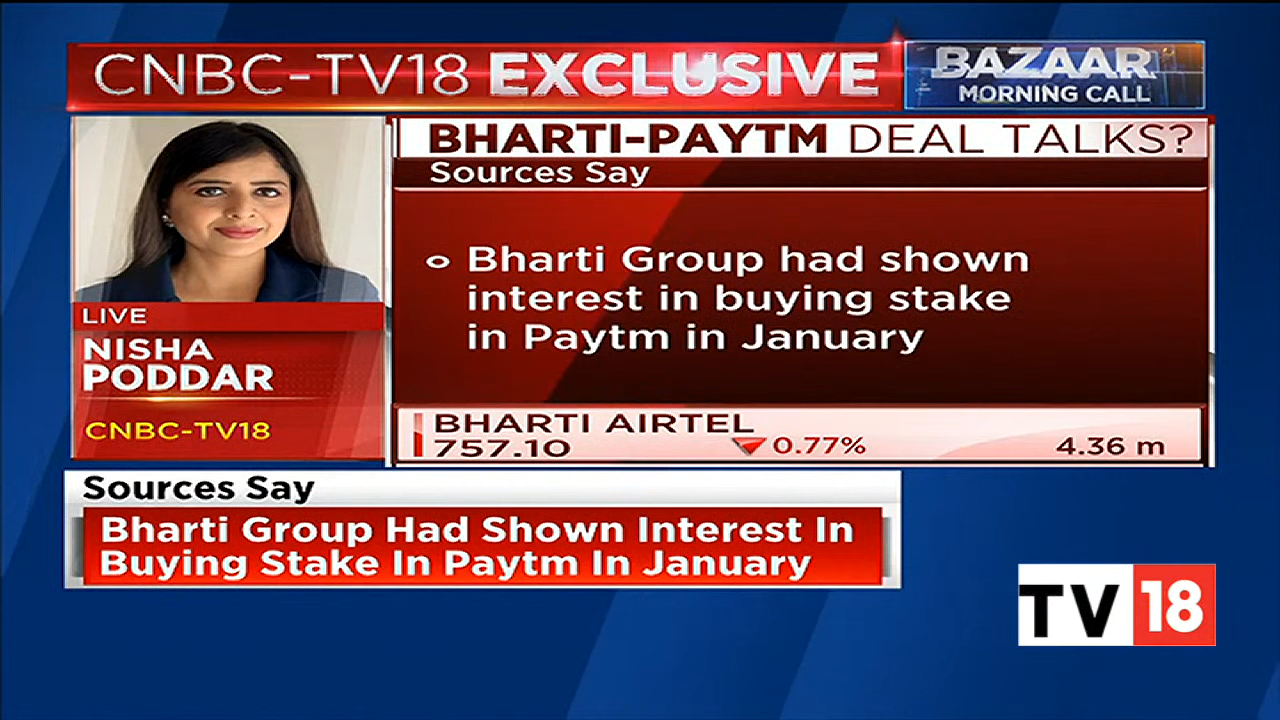 CNBC-TV18 EXCLUSIVE
BAZAAR
MORNING CALL
BHARTI-PAYTM DEAL TALKS?
Sources Say
Bharti Group had shown
interest in buying stake
in Paytm in January
LIVE
NISHA
PODDAR
CNBC-TV18
BHARTI AIRTEL
757.10 0.77% 4.36 m
Sources Say
Bharti Group Had Shown Interest In
Buying Stake In Paytm In January
TV18